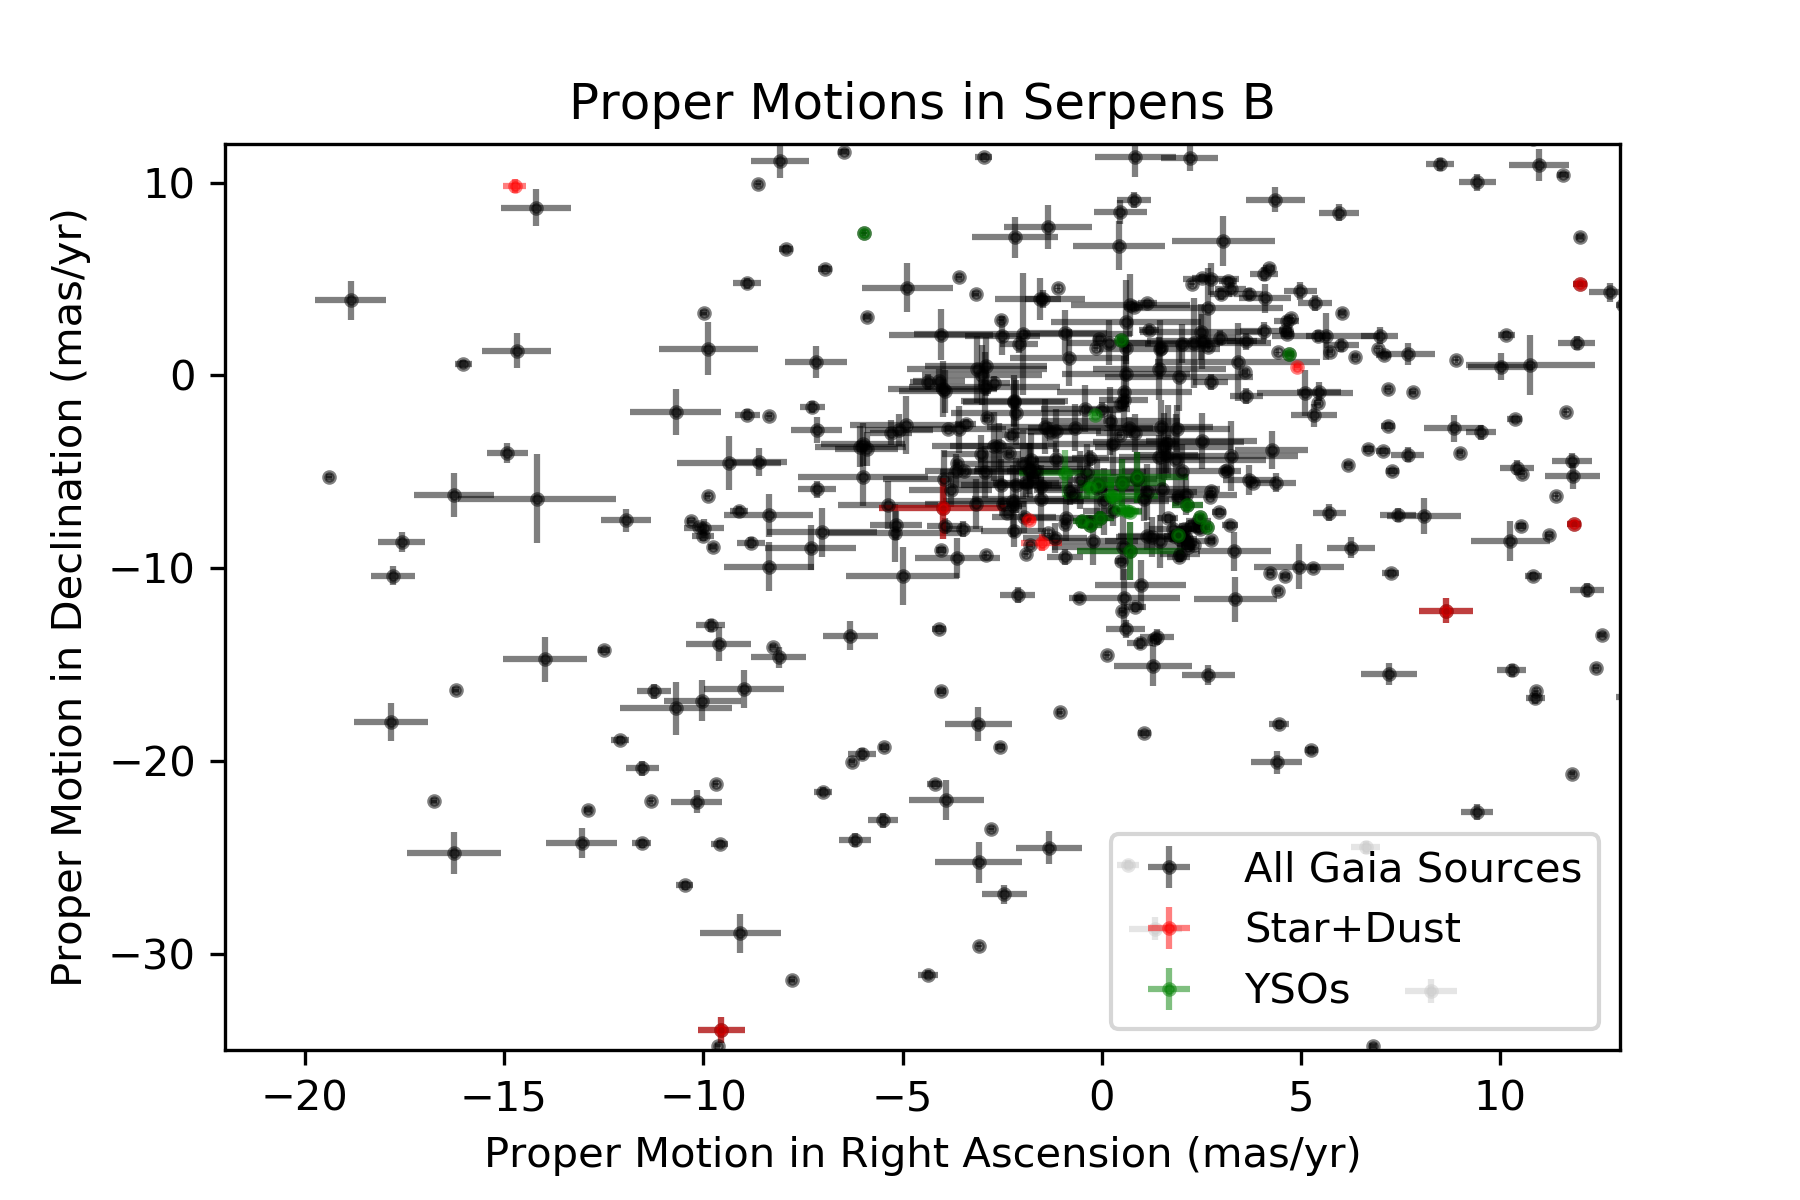 Proper Motions in Serpens B
Proper Motion in Declination (mas/yr)
10
0
−10
−20
−30
All Gaia Sources
Star+Dust
YSOs
−20 −15 −10 −5 0 5 10
Proper Motion in Right Ascension (mas/yr)